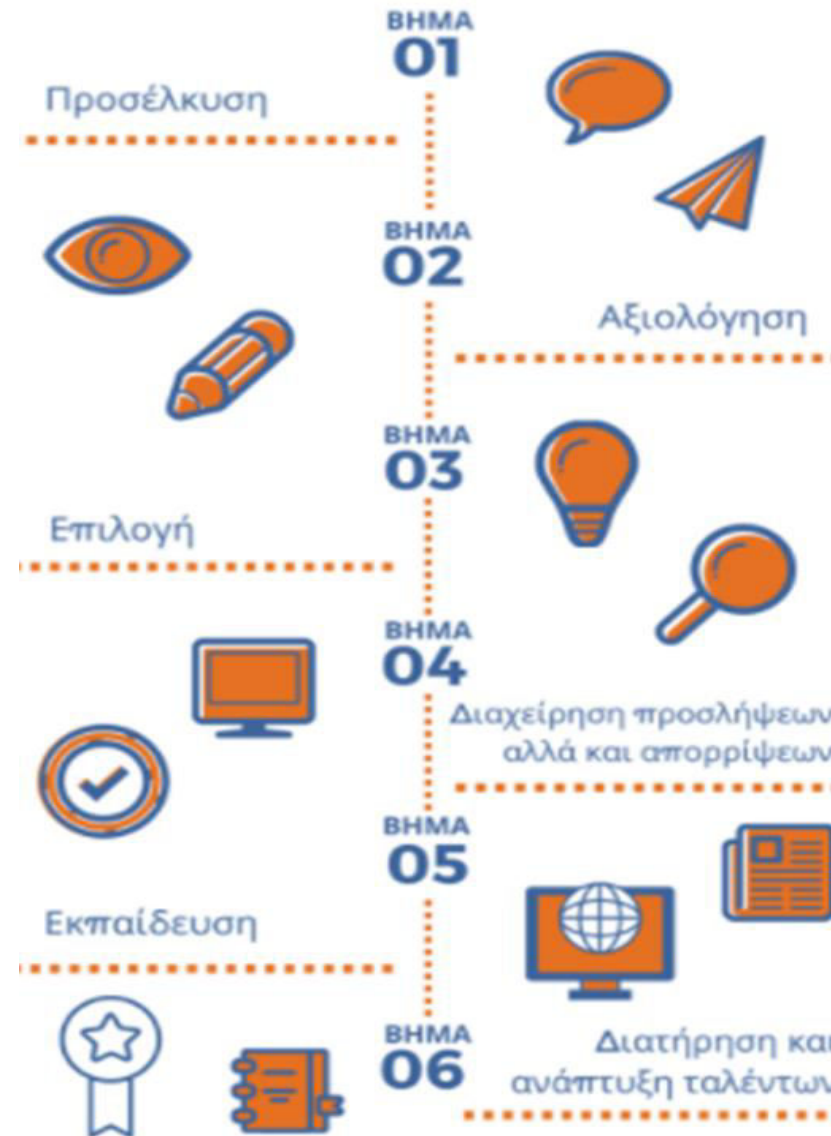 ΒΗΜΑ
01
Προσέλκυση
ΒΗΜΑ
02
Αξιολόγηση
ΒΗΜΑ
03
Επιλογή
ΒΗΜΑ
04
Διαχείρηση προσλήψεων
αλλά και απορρίψεων
ΒΗΜΑ
05
Εκπαίδευση
ΒΗΜΑ
06
Διατήρηση και
ανάπτυξη ταλέντων